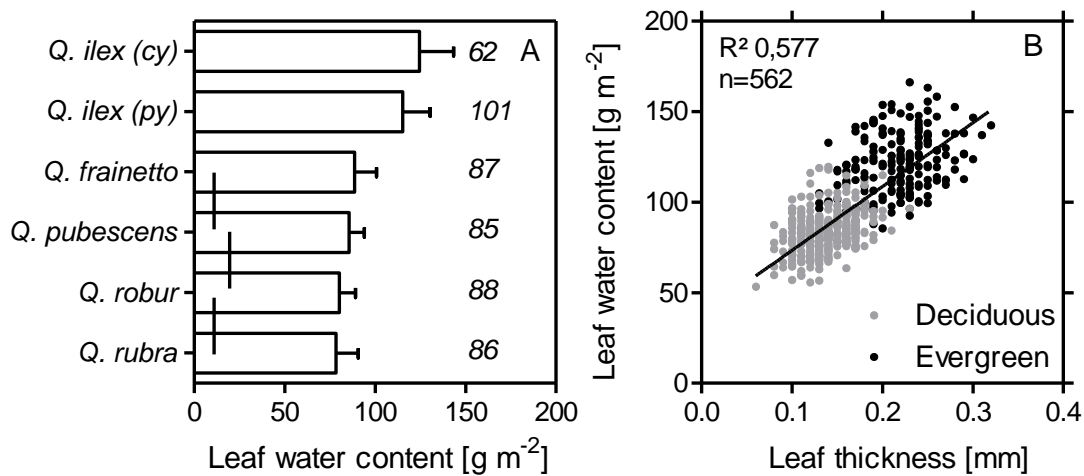 Q. ilex (cy)
Q. ilex (py)
Q. frainetto
Q. pubescens
Q. robur
Q. rubra
62
101
87
85
88
86
A
0 50 100 150 200
Leaf water content [g m⁻²]
Leaf water content [g m⁻²]
200
150
100
50
0
R² 0,577
n=562
B
Deciduous
Evergreen
0.0 0.1 0.2 0.3 0.4
Leaf thickness [mm]